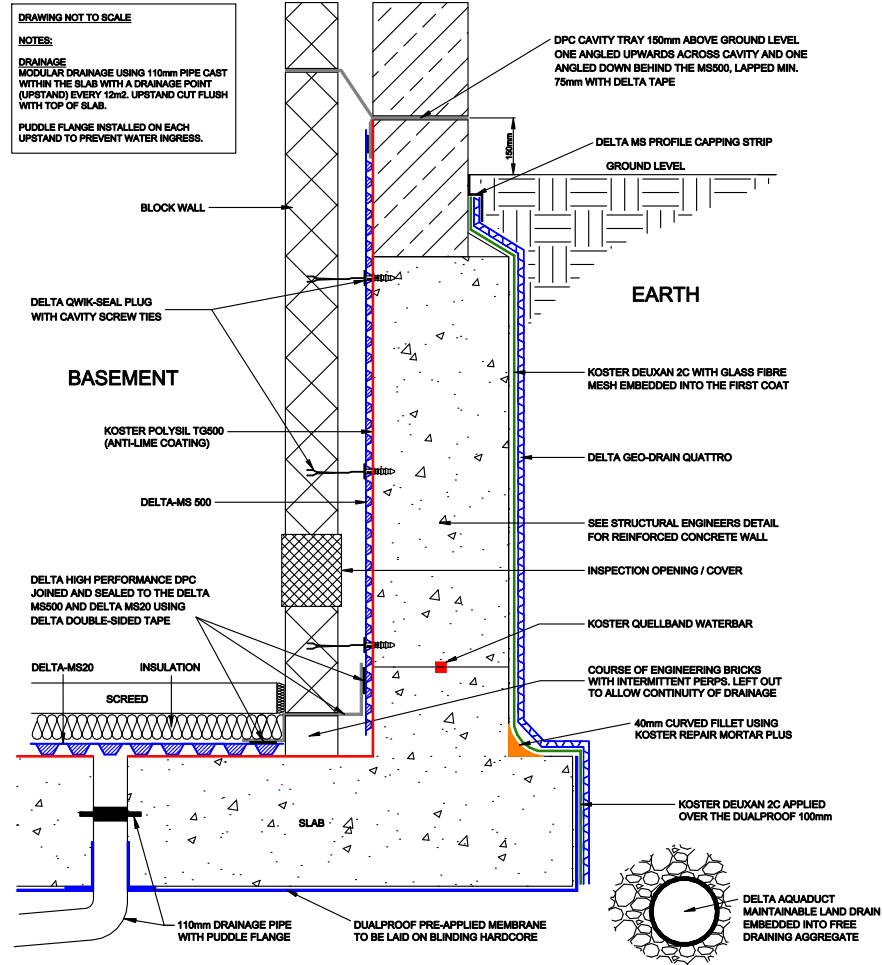 DRAWING NOT TO SCALE
NOTES:
DRAINAGE
MODULAR DRAINAGE USING 110mm PIPE CAST
WITHIN THE SLAB WITH A DRAINAGE POINT
(UPSTAND) EVERY 12m2. UPSTAND CUT FLUSH
WITH TOP OF SLAB.
PUDDLE FLANGE INSTALLED ON EACH
UPSTAND TO PREVENT WATER INGRESS.
DPC CAVITY TRAY 150mm ABOVE GROUND LEVEL
ONE ANGLED UPWARDS ACROSS CAVITY AND ONE
ANGLED DOWN BEHIND THE MS500, LAPPED MIN.
75mm WITH DELTA TAPE
150mm
DELTA MS PROFILE CAPPING STRIP
GROUND LEVEL
BLOCK WALL
EARTH
DELTA QWIK-SEAL PLUG
WITH CAVITY SCREW TIES
BASEMENT
KOSTER DEUXAN 2C WITH GLASS FIBRE
MESH EMBEDDED INTO THE FIRST COAT
KOSTER POLYSIL TG500
(ANTI-LIME COATING)
DELTA GEO-DRAIN QUATTRO
DELTA-MS 500
SEE STRUCTURAL ENGINEERS DETAIL
FOR REINFORCED CONCRETE WALL
INSPECTION OPENING / COVER
DELTA HIGH PERFORMANCE DPC
JOINED AND SEALED TO THE DELTA
MS500 AND DELTA MS20 USING
DELTA DOUBLE-SIDED TAPE
KOSTER QUELLBAND WATERBAR
DELTA-MS20
INSULATION
COURSE OF ENGINEERING BRICKS
WITH INTERMITTENT PERPS. LEFT OUT
TO ALLOW CONTINUITY OF DRAINAGE
SCREED
40mm CURVED FILLET USING
KOSTER REPAIR MORTAR PLUS
SLAB
KOSTER DEUXAN 2C APPLIED
OVER THE DUALPROOF 100mm
110mm DRAINAGE PIPE
WITH PUDDLE FLANGE
DUALPROOF PRE-APPLIED MEMBRANE
TO BE LAID ON BLINDING HARDCORE
DELTA AQUADUCT
MAINTAINABLE LAND DRAIN
EMBEDDED INTO FREE
DRAINING AGGREGATE